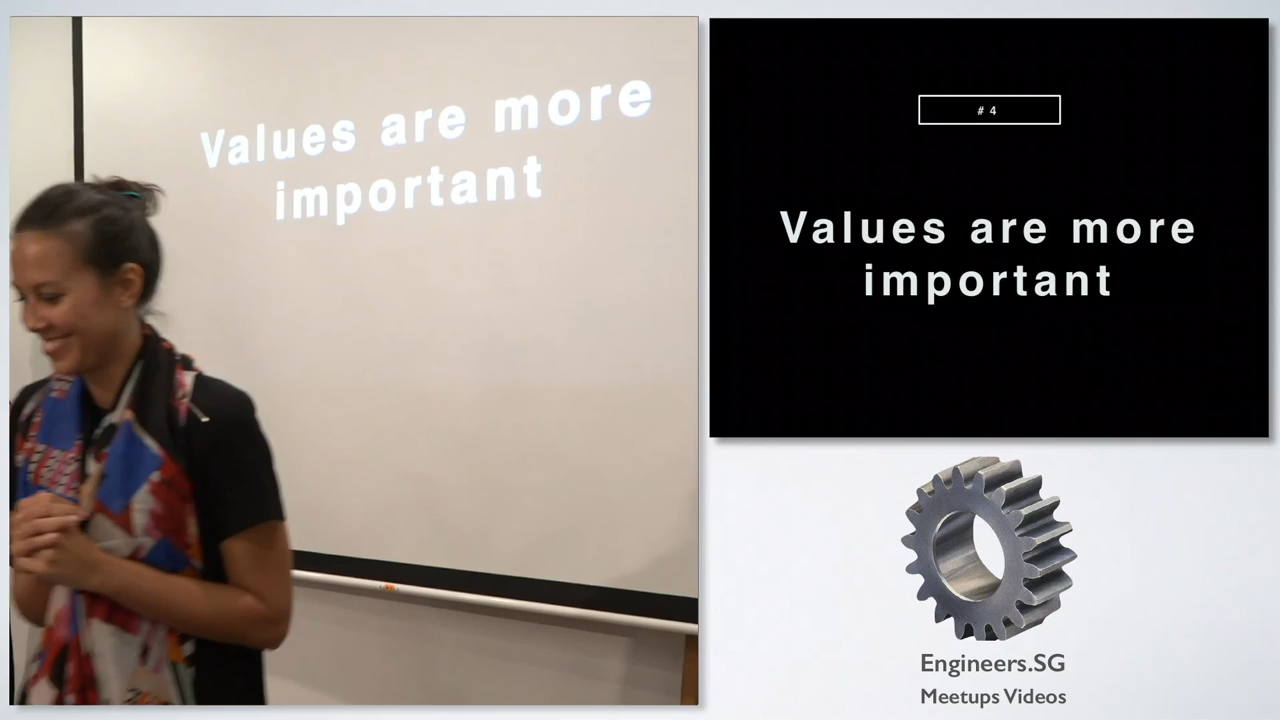 Values are more
important
# 4
Values are more
important
Engineers.SG
Meetups Videos